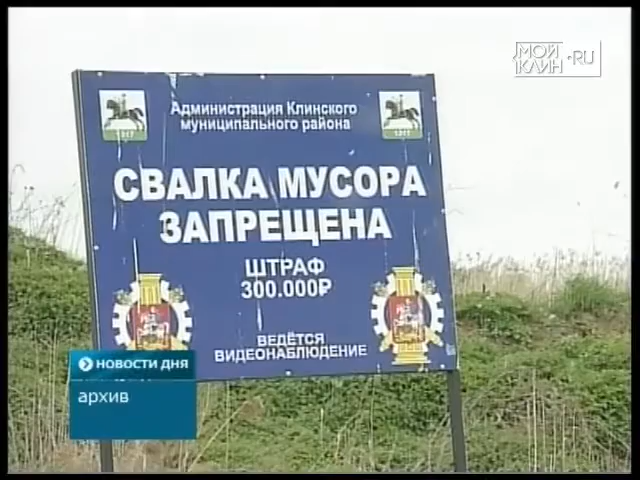 МОЙ
КЛИН.RU
Администрация Клинского
муниципального района
1317
1317
СВАЛКА МУСОРА
ЗАПРЕЩЕНА
ШТРАФ
300.000₽
ВЕДЁТСЯ
ВИДЕОНАБЛЮДЕНИЕ
НОВОСТИ ДНЯ
архив